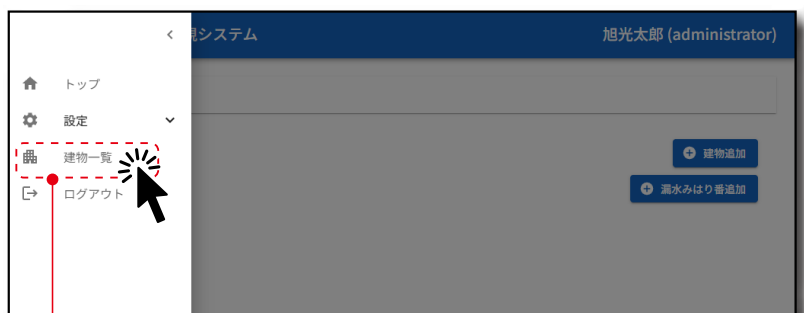 視システム
旭光太郎 (administrator)
トップ
設定
建物一覧
ログアウト
建物追加
漏水みはり番追加